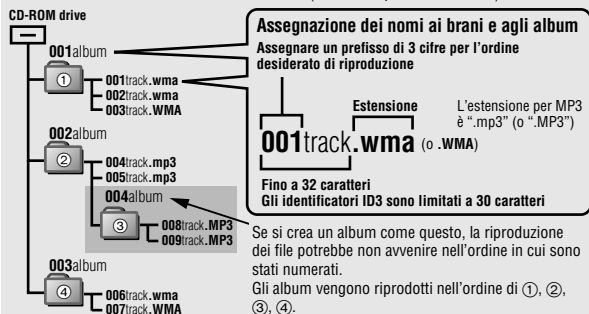 CD-ROM drive
001album
①
001track.wma
002track.wma
003track.WMA
002album
②
004track.mp3
005track.mp3
004album
③
008track.MP3
009track.MP3
003album
④
006track.wma
007track.WMA
Assegnazione dei nomi ai brani e agli album
Assegnare un prefisso di 3 cifre per l'ordine
desiderato di riproduzione
Estensione
L'estensione per MP3
è ".mp3" (o ".MP3")
001track.wma (o .WMA)
Fino a 32 caratteri
Gli identificatori ID3 sono limitati a 30 caratteri
Se si crea un album come questo, la riproduzione
dei file potrebbe non avvenire nell'ordine in cui sono
stati numerati.
Gli album vengono riprodotti nell'ordine di ①, ②,
③, ④.